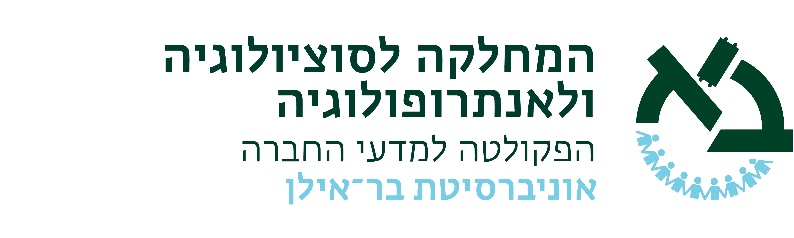 המחלקה לסוציולוגיה
ולאנתרופולוגיה
הפקולטה למדעי החברה
אוניברסיטת בר־אילן